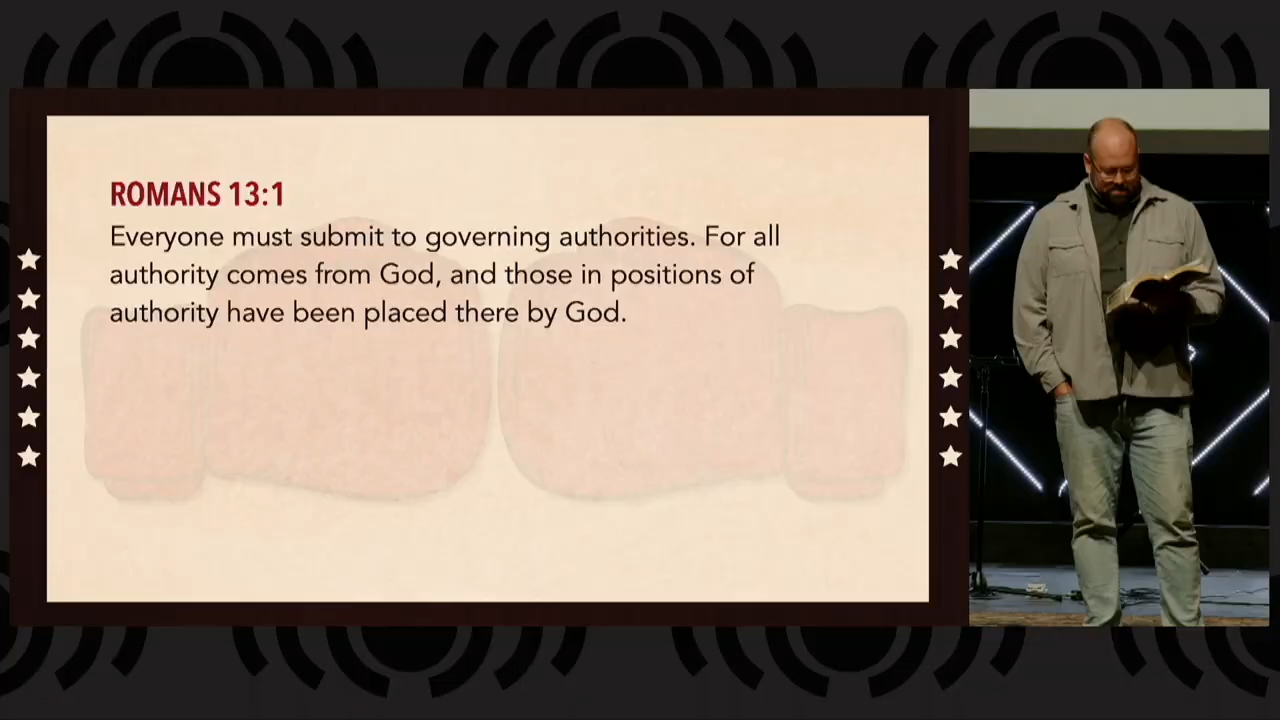 ROMANS 13:1
Everyone must submit to governing authorities. For all
authority comes from God, and those in positions of
authority have been placed there by God.